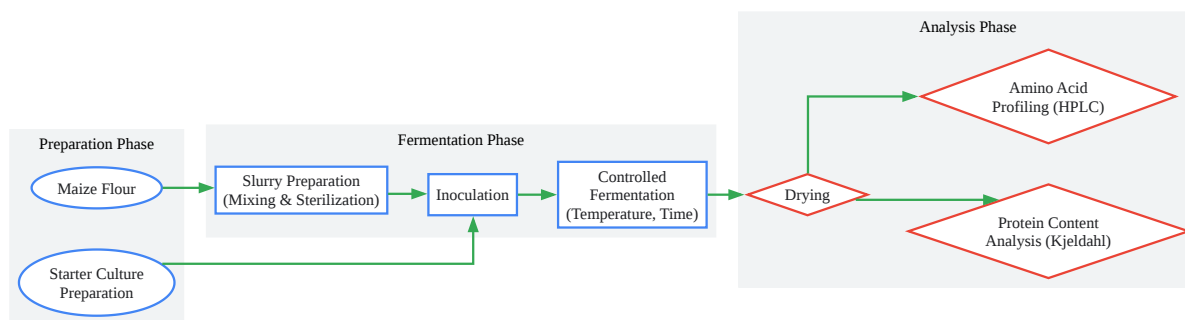 Preparation Phase
Maize Flour
Starter Culture
Preparation
Fermentation Phase
Slurry Preparation
(Mixing & Sterilization)
Inoculation
Controlled
Fermentation
(Temperature, Time)
Analysis Phase
Drying
Amino Acid
Profiling (HPLC)
Protein Content
Analysis (Kjeldahl)